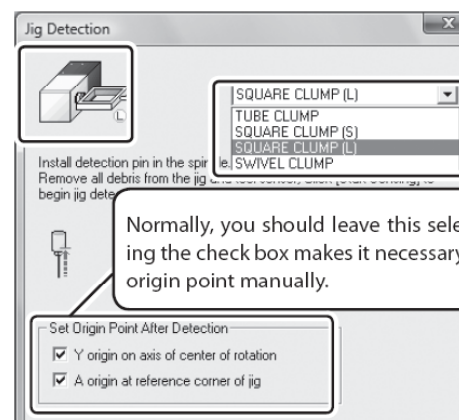 Jig Detection
x
L
SQUARE CLUMP (L)
TUBE CLUMP
SQUARE CLUMP (S)
SQUARE CLUMP (L)
SWIVEL CLUMP
Install detection pin in the
Remove all debris from the jig
begin jig
Normally, you should leave this
ing the check box makes it necessary
origin point manually.
Set Origin Point After Detection
Y origin on axis of center of rotation
A origin at reference corner of jig